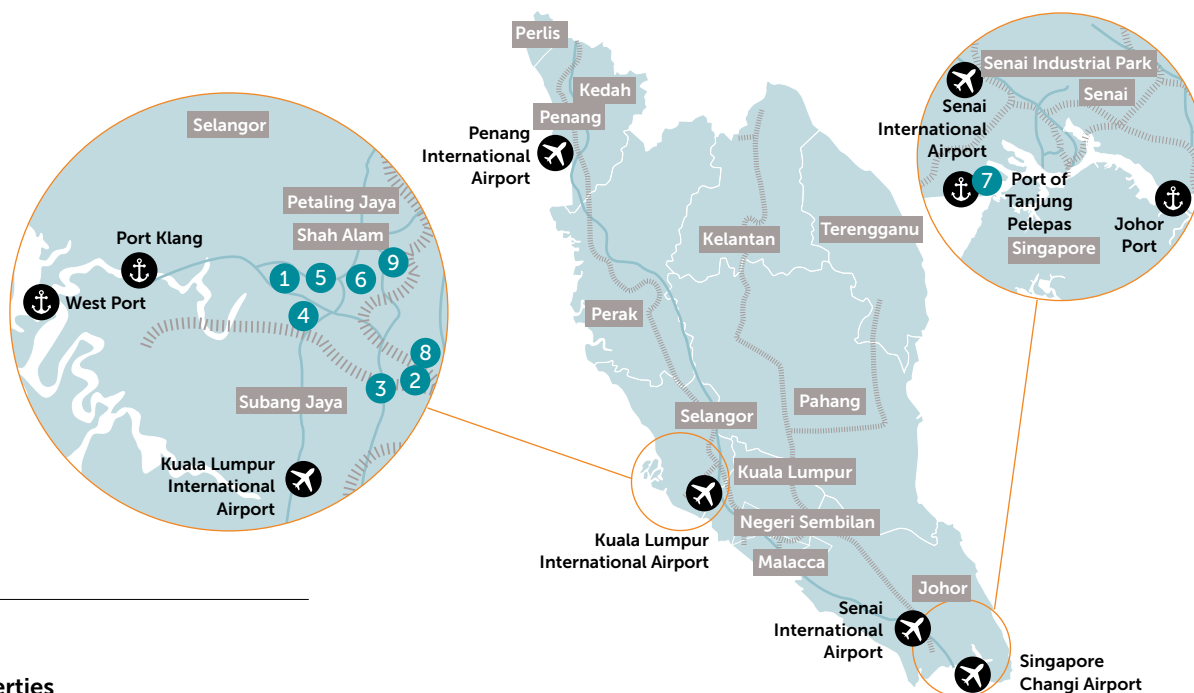 Selangor
Petaling Jaya
Shah Alam
Port Klang
West Port
1
5
6
9
4
8
2
3
Subang Jaya
Kuala Lumpur
International
Airport
Perlis
Kedah
Penang
Penang
International
Airport
Kelantan
Terengganu
Perak
Pahang
Selangor
Kuala Lumpur
Negeri Sembilan
Kuala Lumpur
International Airport
Malacca
Johor
Senai
International
Airport
Singapore
Changi Airport
Senai Industrial Park
Senai
Senai
International
Airport
7
Port of
Tanjung
Pelepas
Johor
Port
Singapore
erties